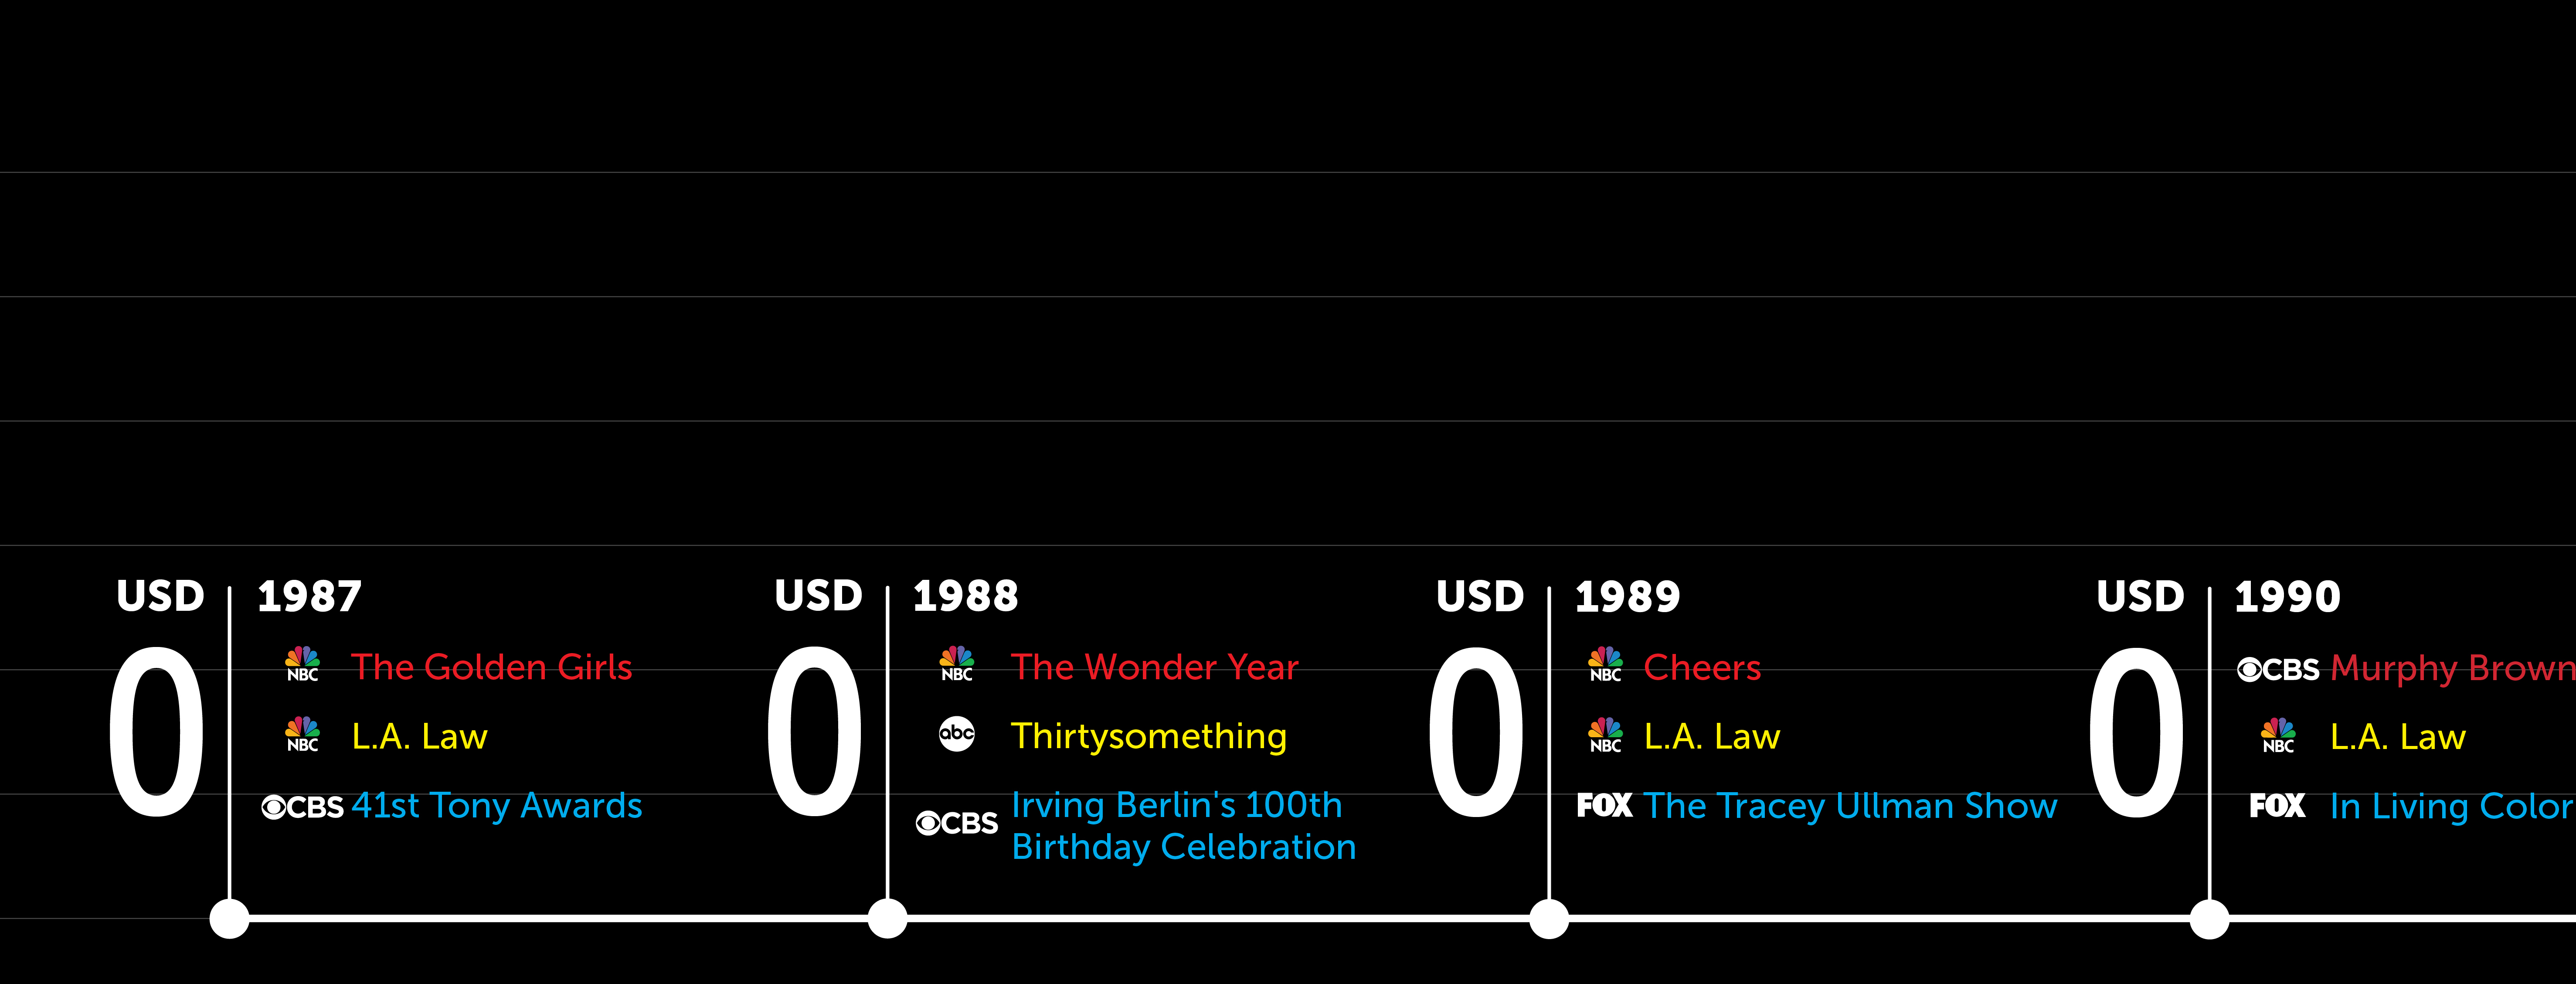 USD 1987
0
NBC The Golden Girls
NBC L.A. Law
CBS 41st Tony Awards
USD 1988
0
NBC The Wonder Year
abc Thirtysomething
CBS Irving Berlin's 100th
Birthday Celebration
USD 1989
0
NBC Cheers
NBC L.A. Law
FOX The Tracey Ullman Show
USD 1990
0
CBS Murphy Brown
NBC L.A. Law
FOX In Living Color